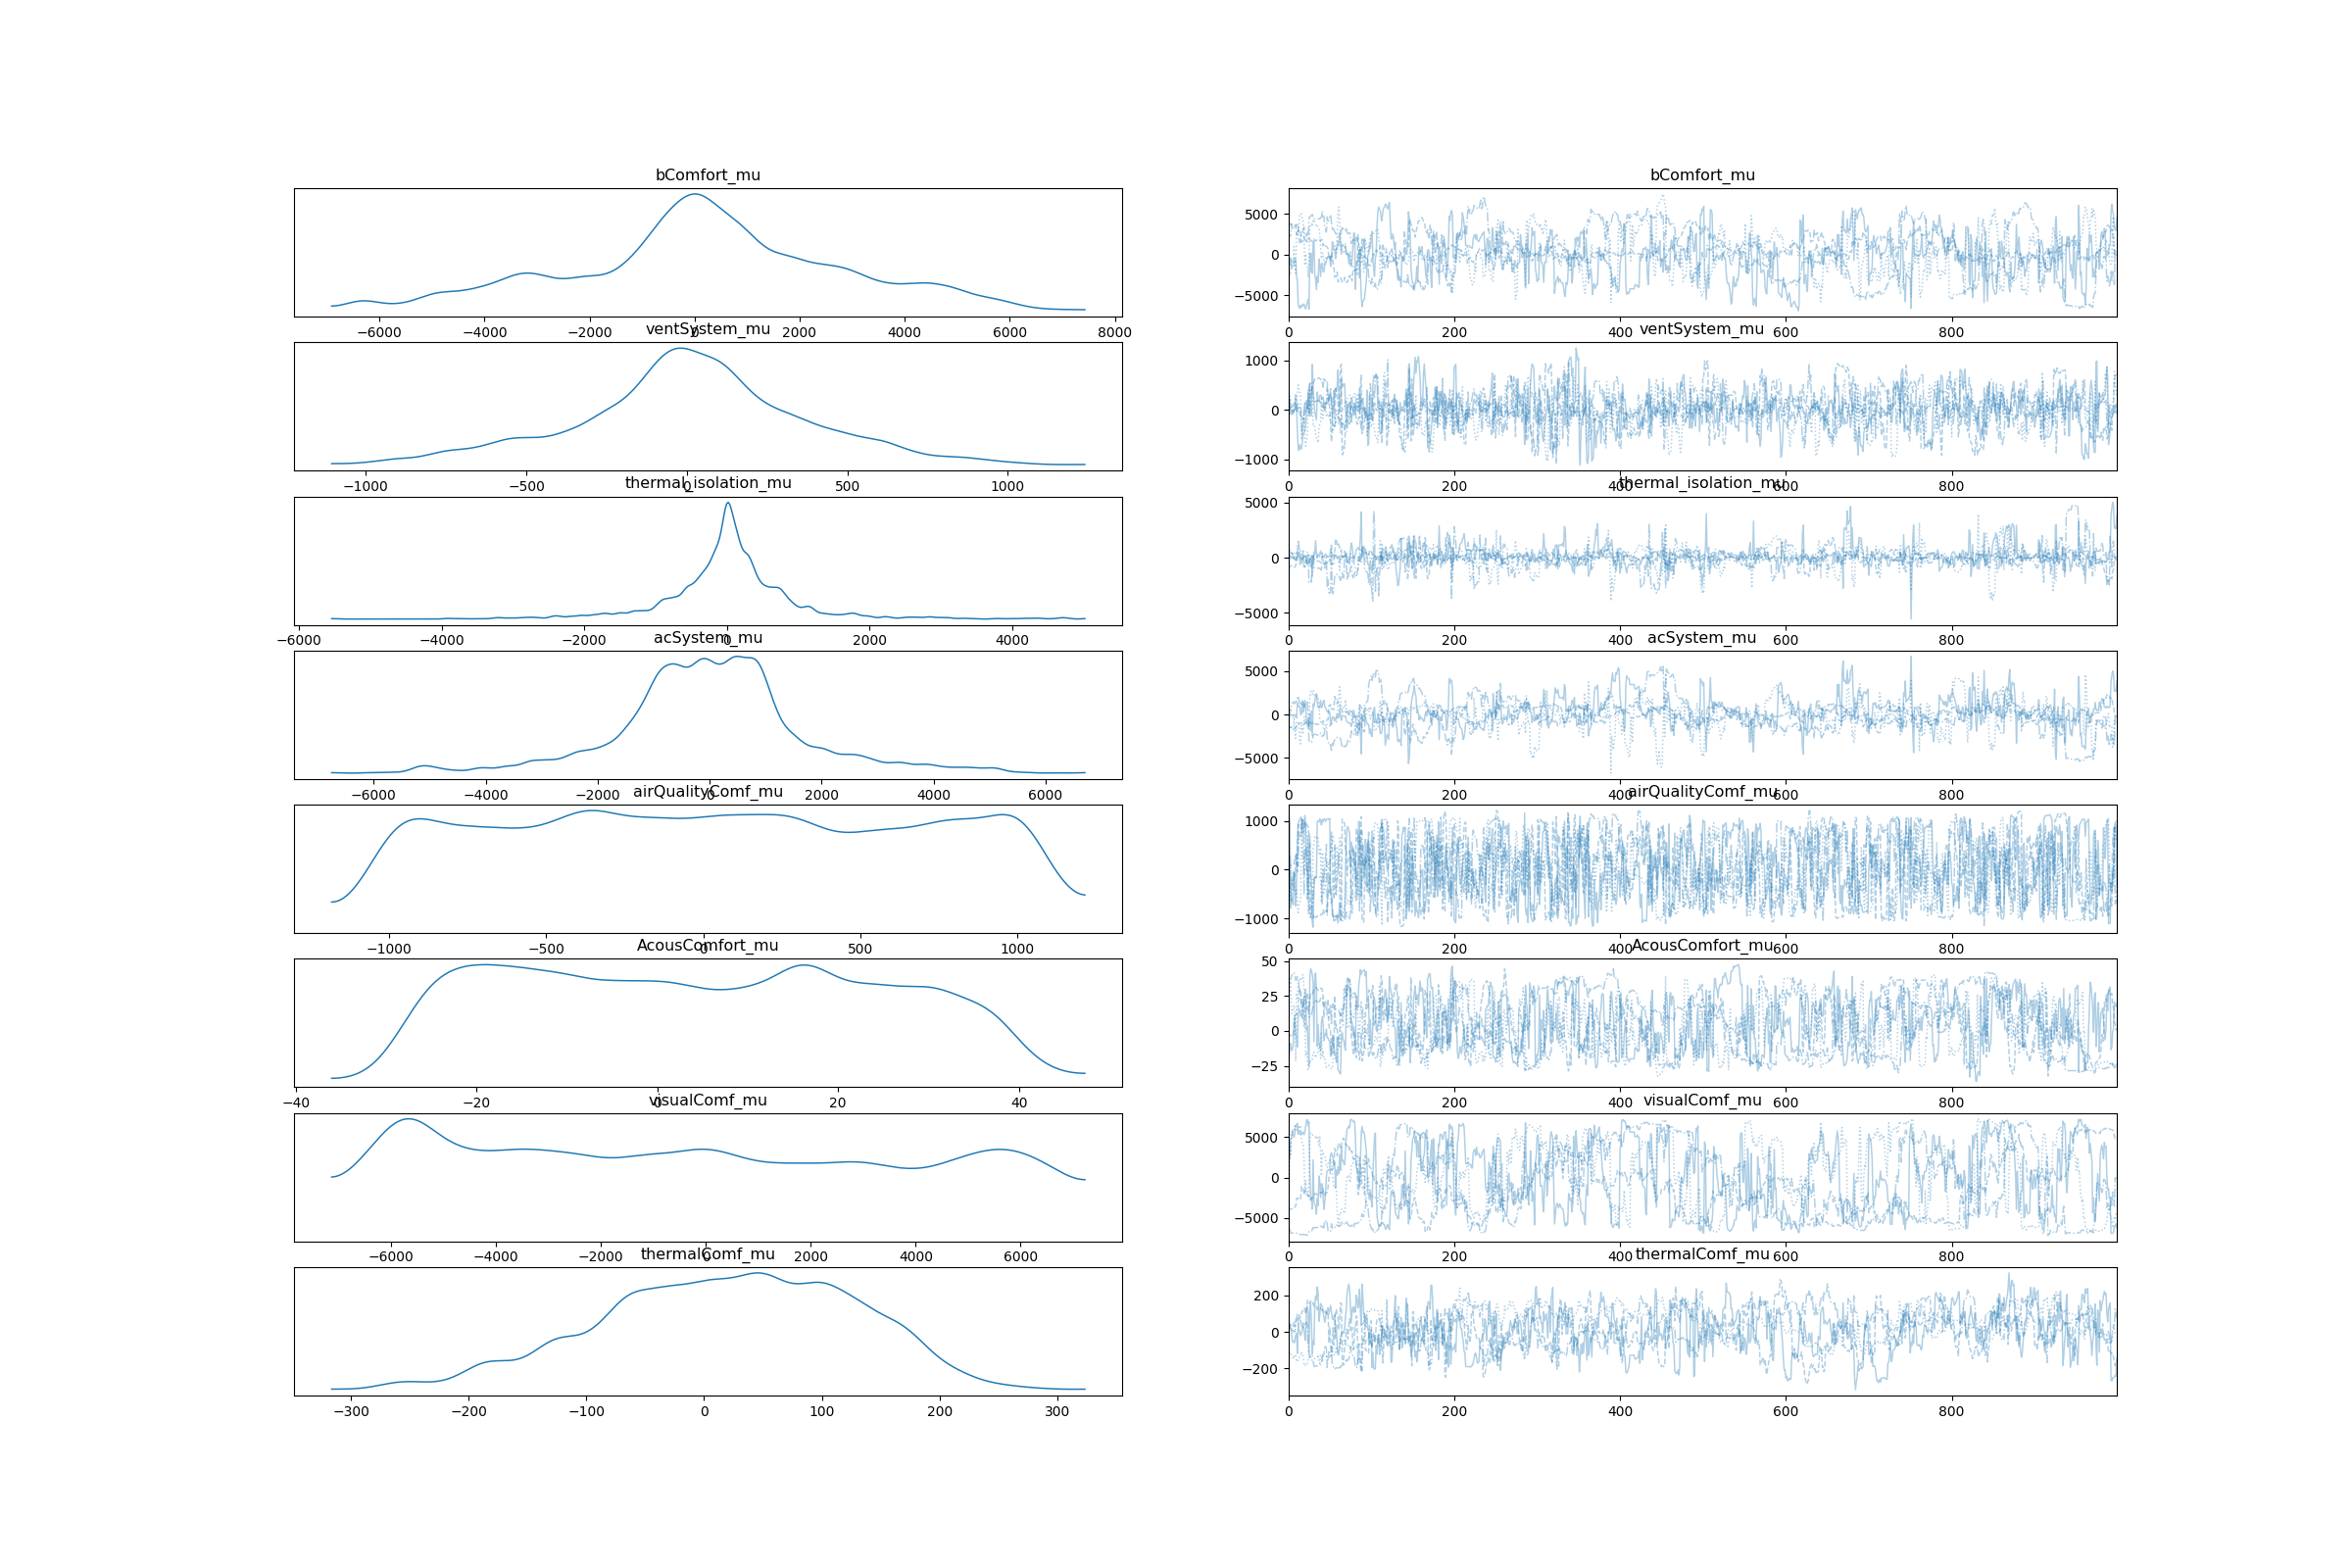 bComfort_mu bComfort_mu
5000
0
−5000
−6000 −4000 −2000 0 2000 4000 6000 8000 0 200 400 600 800
ventSystem_mu ventSystem_mu
1000
0
−1000
−1000 −500 0 500 1000 0 200 400 600 800
thermal_isolation_mu thermal_isolation_mu
5000
0
−5000
−6000 −4000 −2000 0 2000 4000 0 200 400 600 800
acSystem_mu acSystem_mu
5000
0
−5000
−6000 −4000 −2000 0 2000 4000 6000 0 200 400 600 800
airQualityComf_mu airQualityComf_mu
1000
0
−1000
−1000 −500 0 500 1000 0 200 400 600 800
AcousComfort_mu AcousComfort_mu
50
25
0
−25
−40 −20 0 20 40 0 200 400 600 800
visualComf_mu visualComf_mu
5000
0
−5000
−6000 −4000 −2000 0 2000 4000 6000 0 200 400 600 800
thermalComf_mu thermalComf_mu
200
0
−200
−300 −200 −100 0 100 200 300 0 200 400 600 800